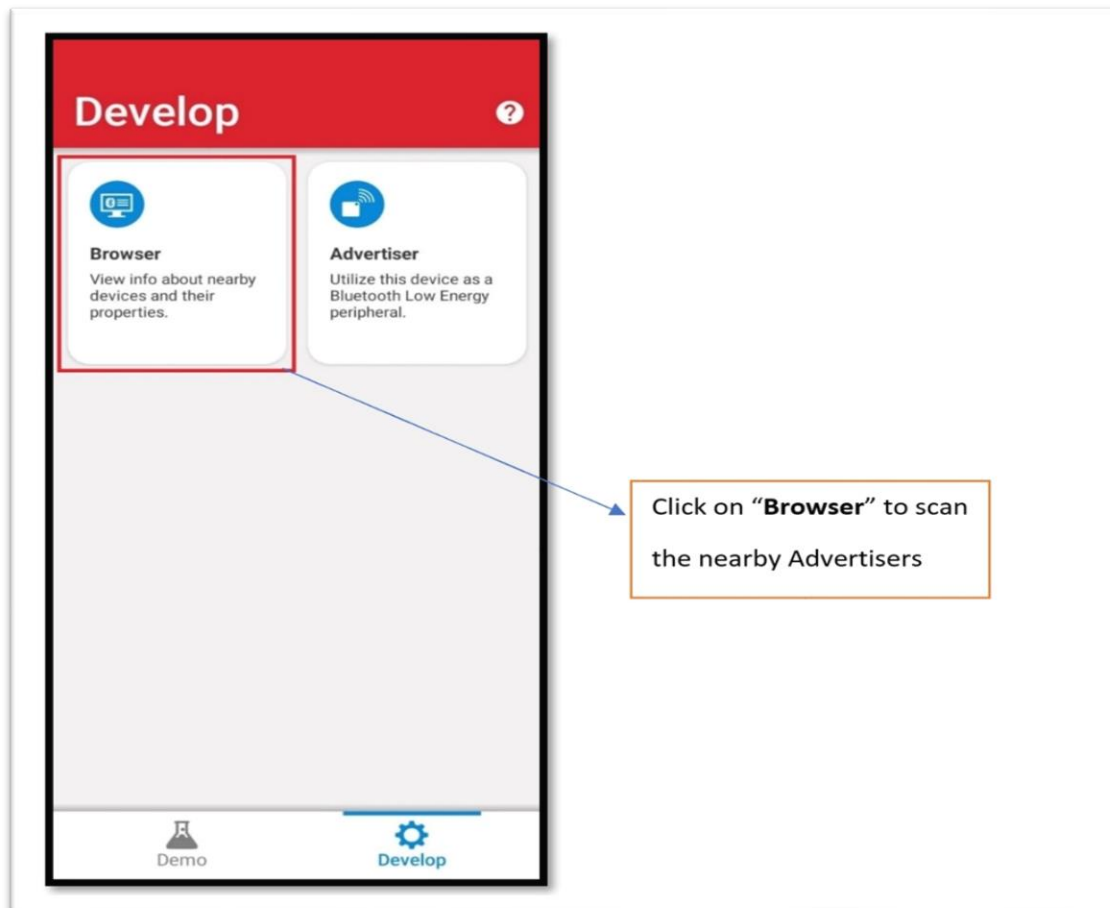 Develop
?
Browser
View info about nearby
devices and their
properties.
Advertiser
Utilize this device as a
Bluetooth Low Energy
peripheral.
Click on “Browser” to scan
the nearby Advertisers
Demo
Develop